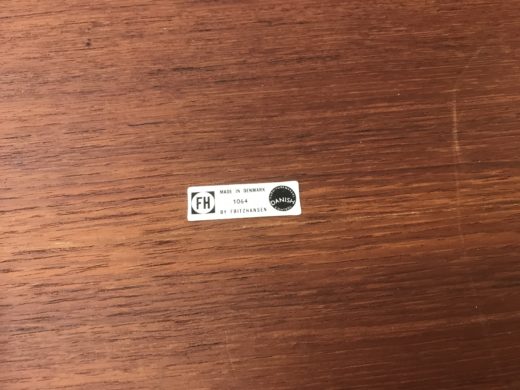 FH
MADE IN DENMARK
1064
BY FRITZHANSEN
DANISH